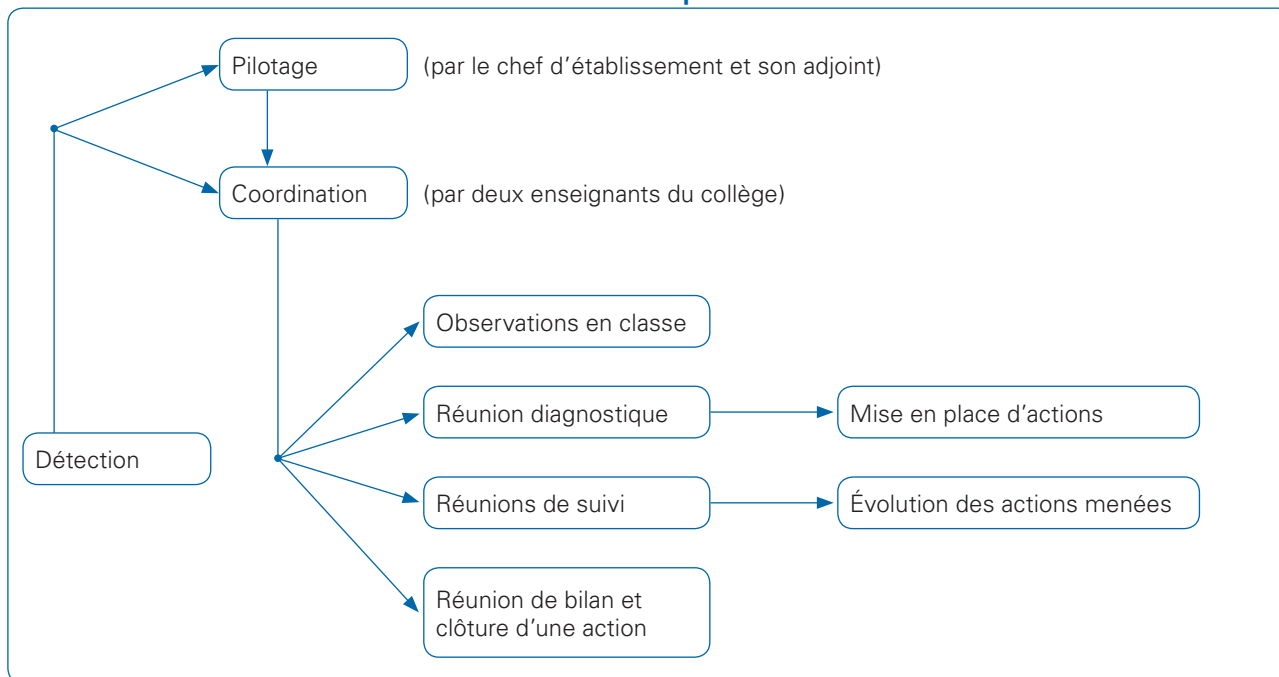 Pilotage (par le chef d'établissement et son adjoint)
Coordination (par deux enseignants du collège)
Observations en classe
Réunion diagnostique Mise en place d'actions
Détection
Réunions de suivi Évolution des actions menées
Réunion de bilan et
clôture d'une action